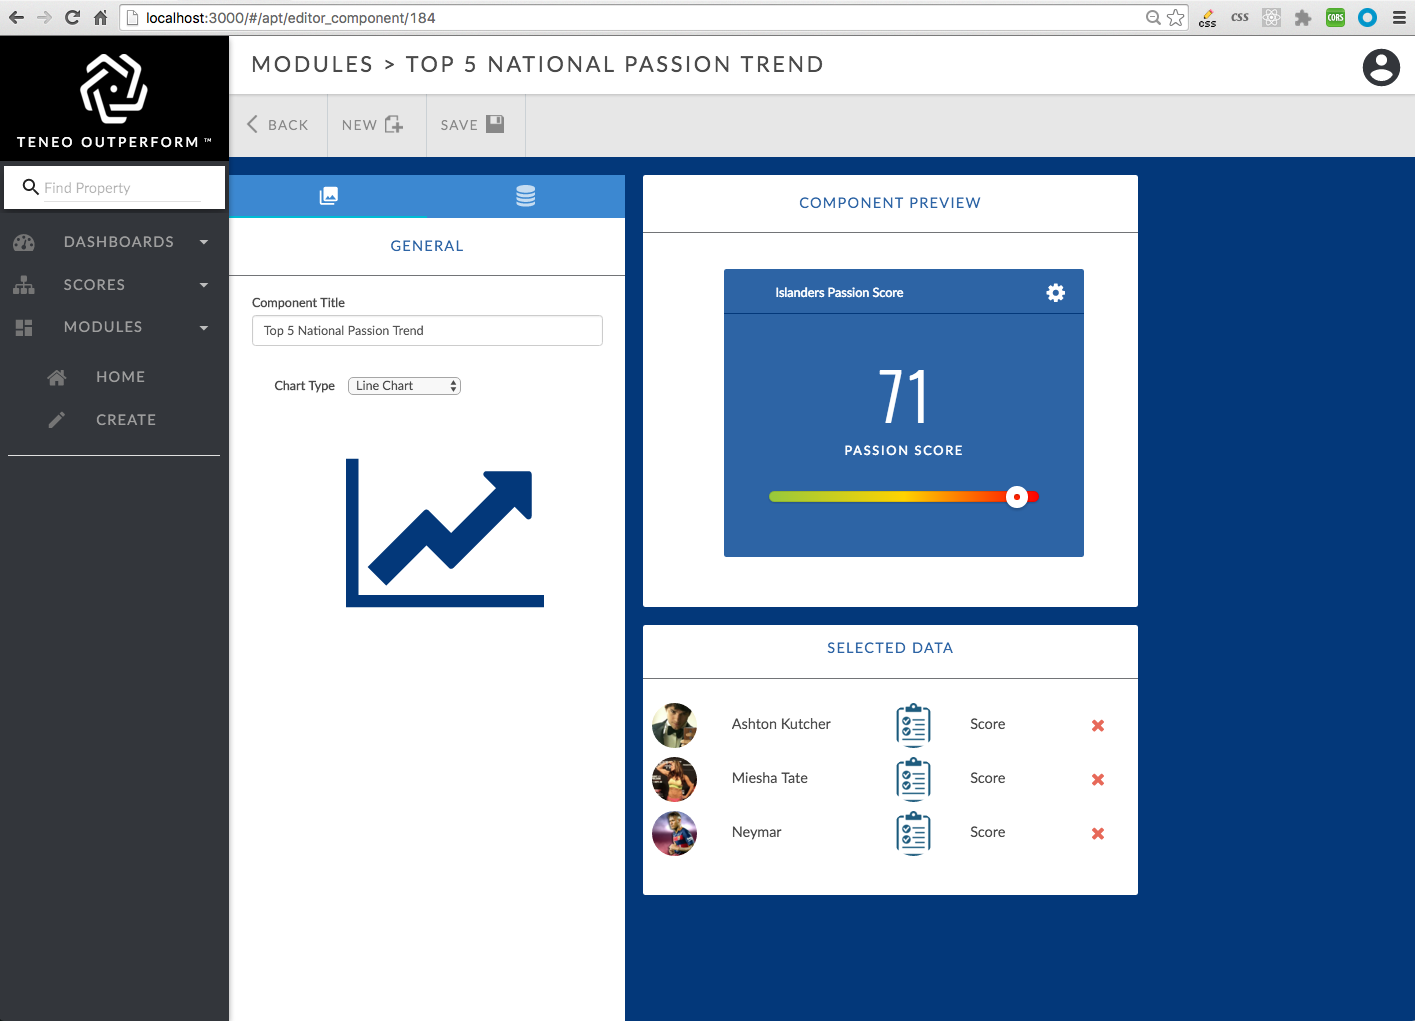 localhost:3000/#/apt/editor_component/184
CSS
CSS
CORS
TENEO OUTPERFORM ™
MODULES > TOP 5 NATIONAL PASSION TREND
BACK
NEW
SAVE
Find Property
DASHBOARDS
SCORES
MODULES
HOME
CREATE
GENERAL
Component Title
Top 5 National Passion Trend
Chart Type
Line Chart
COMPONENT PREVIEW
Islanders Passion Score
71
PASSION SCORE
SELECTED DATA
Ashton Kutcher Score
Miesha Tate Score
Neymar Score